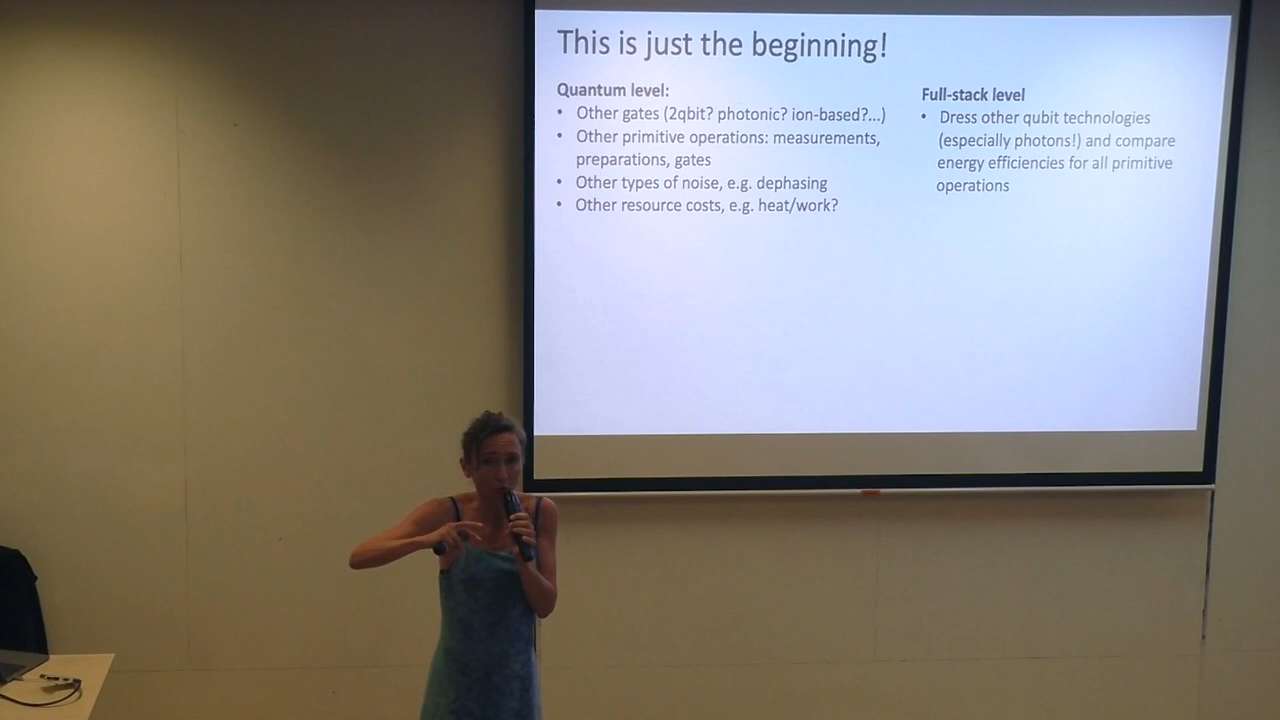 This is just the beginning!
Quantum level:
• Other gates (2qbit? photonic? ion-based?...)
• Other primitive operations: measurements,
preparations, gates
• Other types of noise, e.g. dephasing
• Other resource costs, e.g. heat/work?
Full-stack level
• Dress other qubit technologies
(especially photons!) and compare
energy efficiencies for all primitive
operations